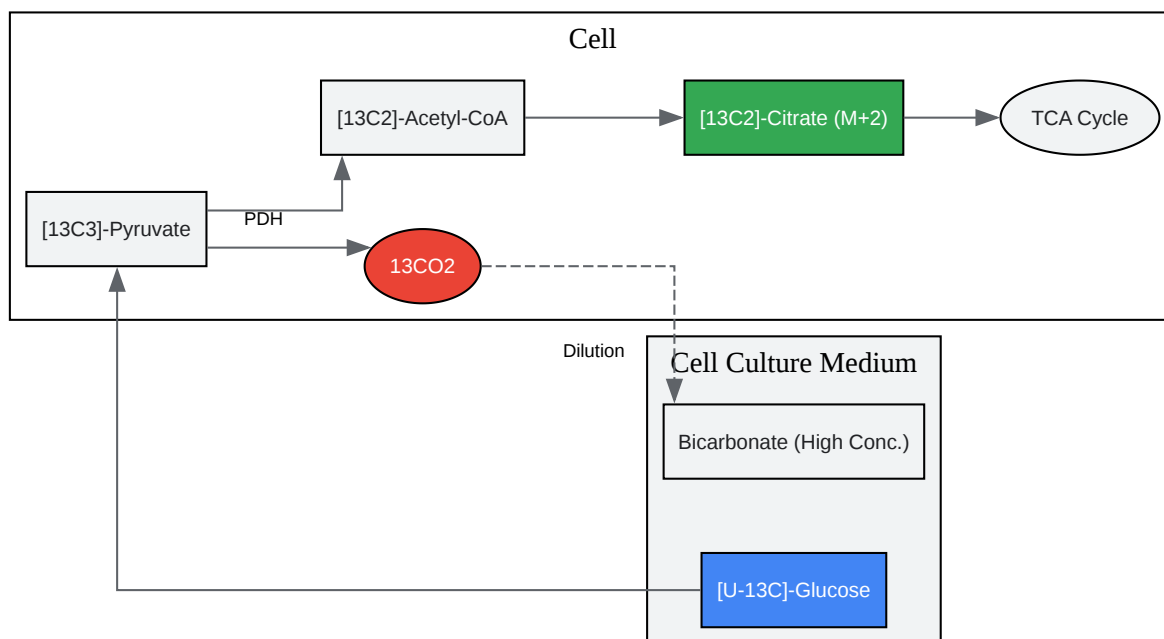 Cell
[13C2]-Acetyl-CoA
[13C2]-Citrate (M+2)
TCA Cycle
[13C3]-Pyruvate
PDH
13CO2
Dilution
Cell Culture Medium
Bicarbonate (High Conc.)
[U-13C]-Glucose